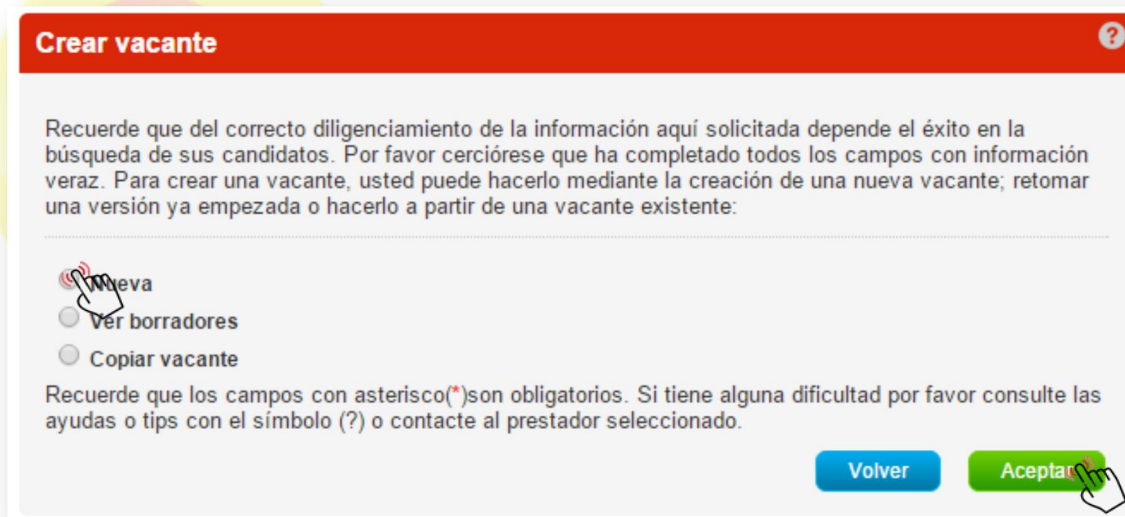 Crear vacante
?
Recuerde que del correcto diligenciamiento de la información aquí solicitada depende el éxito en la
búsqueda de sus candidatos. Por favor cerciórese que ha completado todos los campos con información
veraz. Para crear una vacante, usted puede hacerlo mediante la creación de una nueva vacante; retomar
una versión ya empezada o hacerlo a partir de una vacante existente:
Nueva
Ver borradores
Copiar vacante
Recuerde que los campos con asterisco(*)son obligatorios. Si tiene alguna dificultad por favor consulte las
ayudas o tips con el símbolo (?) o contacte al prestador seleccionado.
Volver
Aceptar